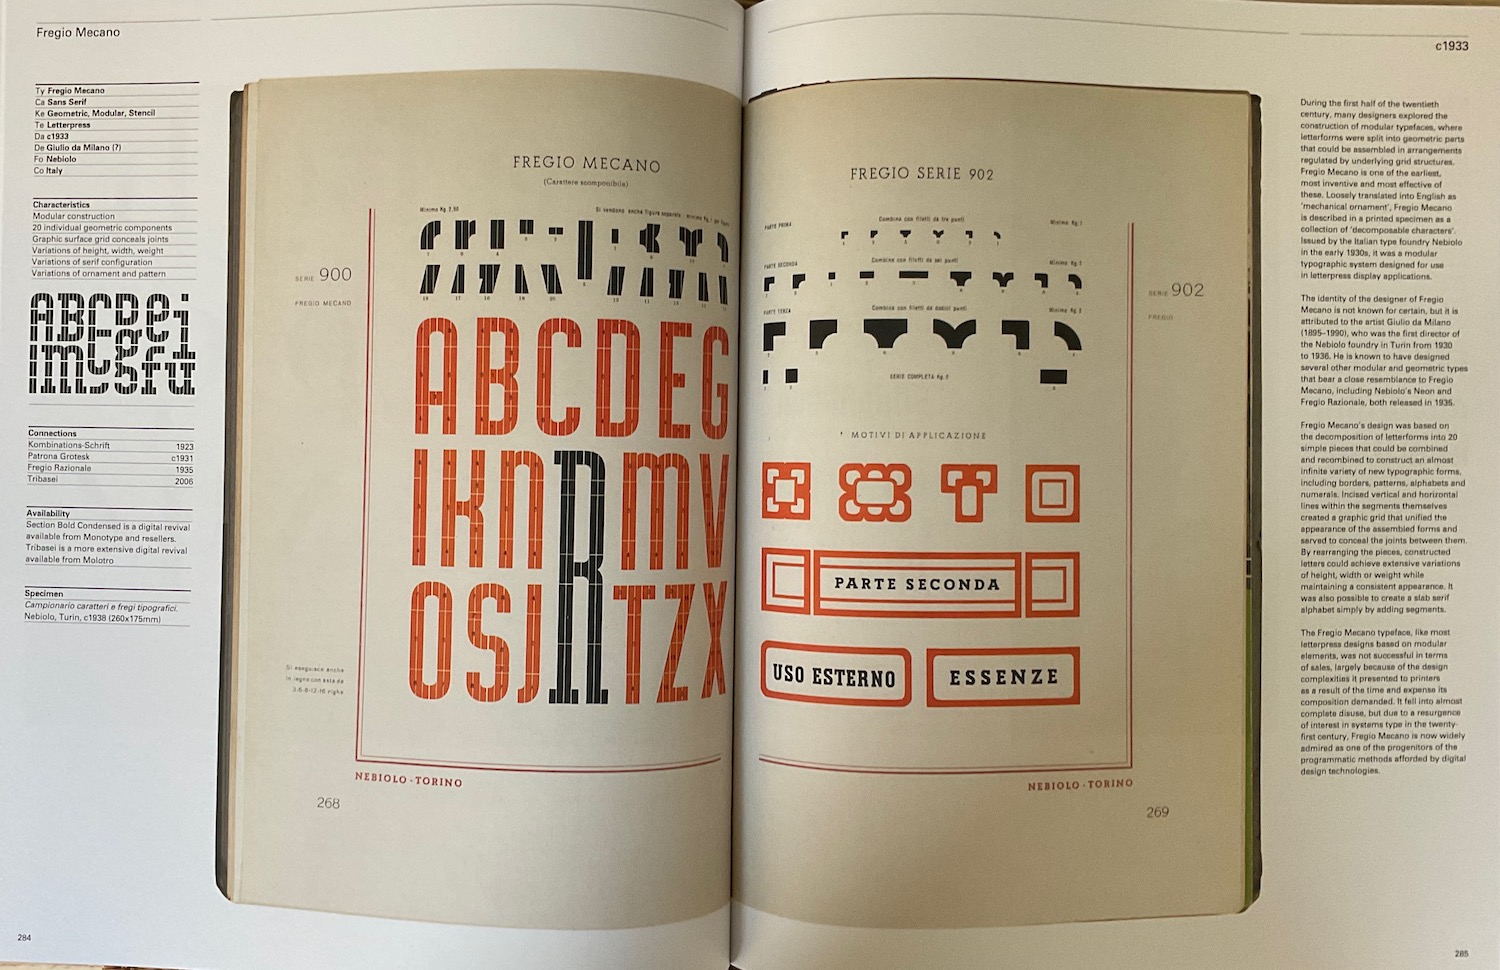 Fregio Mecano
Ty Fregio Mecano
Ca Sans Serif
Ke Geometric, Modular, Stencil
Te Letterpress
Da c1933
De Giulio da Milano (?)
Fo Nebiolo
Co Italy
Characteristics
Modular construction
20 individual geometric components
Graphic surface grid conceals joints
Variations of height, width, weight
Variations of serif configuration
Variations of ornament and pattern
Connections
Kombinations-Schrift 1923
Patrona Grotesk c1931
Fregio Razionale 1935
Tribasei 2006
Availability
Section Bold Condensed is a digital revival
available from Monotype and resellers.
Tribasei is a more extensive digital revival
available from Molotro
Specimen
Campionario caratteri e fregi tipografici.
Nebiolo, Turin, c1938 (260x175mm)
284
FREGIO MECANO
(Carattere scomponibile)
Minimo Kg. 2,50
Si vendono anche figure separate - minimo Kg.
SERIE 900
FREGIO MECANO
ABCDEG
IKNRMV
OSJTZX
Si eseguisce anche
in legno con asta da
3-6-8-12-16 righe
NEBIOLO - TORINO
268
FREGIO SERIE 902
PARTE PRIMA
Combina con filetti da tre punti
Minimo Kg. 1
PARTE SECONDA
Combina con filetti da sei punti
Minimo Kg. 2
PARTE TERZA
Combina con filetti da dodici punti
Minimo Kg. 3
SERIE COMPLETA Kg. 6
SERIE 902
FREGIO
MOTIVI DI APPLICAZIONE
PARTE SECONDA
USO ESTERNO
ESSENZE
NEBIOLO - TORINO
269
c1933
During the first half of the twentieth
century, many designers explored the
construction of modular typefaces, where
letterforms were split into geometric parts
that could be assembled in arrangements
regulated by underlying grid structures.
Fregio Mecano is one of the earliest,
most inventive and most effective of
these. Loosely translated into English as
'mechanical ornament', Fregio Mecano
is described in a printed specimen as a
collection of 'decomposable characters'.
Issued by the Italian type foundry Nebiolo
in the early 1930s, it was a modular
typographic system designed for use
in letterpress display applications.
The identity of the designer of Fregio
Mecano is not known for certain, but it is
attributed to the artist Giulio da Milano
(1895–1990), who was the first director of
the Nebiolo foundry in Turin from 1930
to 1936. He is known to have designed
several other modular and geometric types
that bear a close resemblance to Fregio
Mecano, including Nebiolo's Neon and
Fregio Razionale, both released in 1935.
Fregio Mecano's design was based on
the decomposition of letterforms into 20
simple pieces that could be combined
and recombined to construct an almost
infinite variety of new typographic forms,
including borders, patterns, alphabets and
numerals. Incised vertical and horizontal
lines within the segments themselves
created a graphic grid that unified the
appearance of the assembled forms and
served to conceal the joints between them.
By rearranging the pieces, constructed
letters could achieve extensive variations
of height, width or weight while
maintaining a consistent appearance. It
was also possible to create a slab serif
alphabet simply by adding segments.
The Fregio Mecano typeface, like most
letterpress designs based on modular
elements, was not successful in terms
of sales, largely because of the design
complexities it presented to printers
as a result of the time and expense its
composition demanded. It fell into almost
complete disuse, but due to a resurgence
of interest in systems type in the twenty-
first century, Fregio Mecano is now widely
admired as one of the progenitors of the
programmatic methods afforded by digital
design technologies.
285